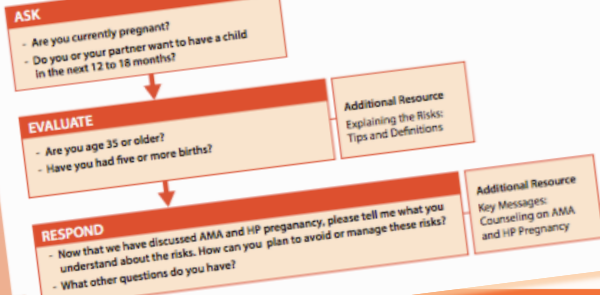 ASK
- Are you currently pregnant?
- Do you or your partner want to have a child
in the next 12 to 18 months?
EVALUATE
- Are you age 35 or older?
- Have you had five or more births?
Additional Resource
Explaining the Risks:
Tips and Definitions
RESPOND
- Now that we have discussed AMA and HP preganancy, please tell me what you
understand about the risks. How can you plan to avoid or manage these risks?
- What other questions do you have?
Additional Resource
Key Messages:
Counseling on AMA
and HP Pregnancy